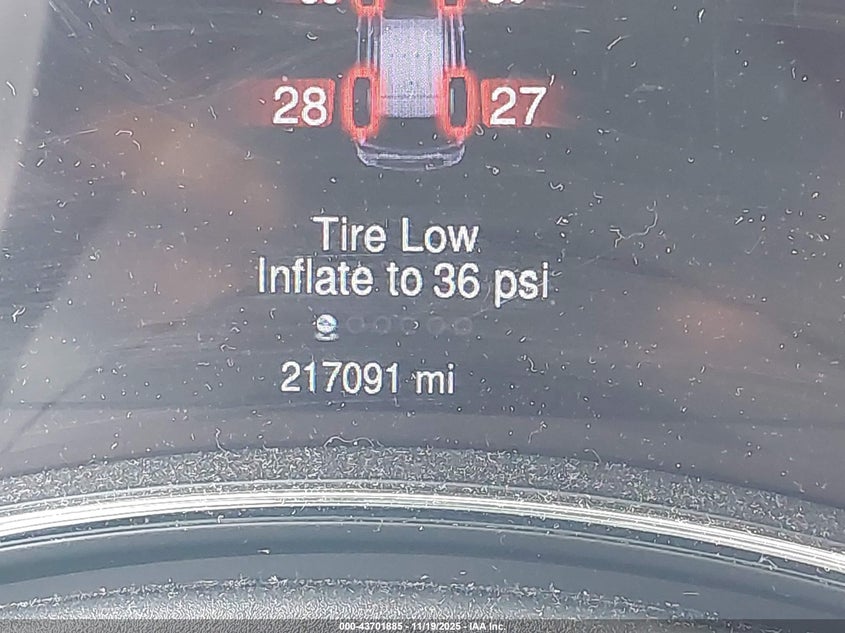 28 27
Tire Low
Inflate to 36 psi
217091 mi
000-43701885 - 11/19/2025 - IAA Inc.